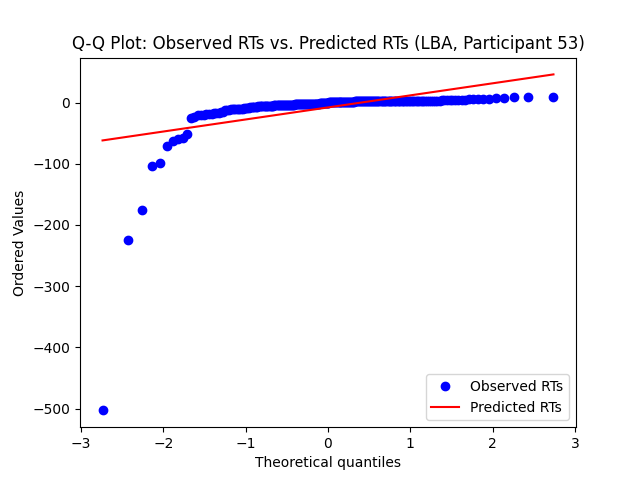 Q-Q Plot: Observed RTs vs. Predicted RTs (LBA, Participant 53)
0
−100
−200
−300
−400
−500
Ordered Values
−3
−2
−1
0
1
2
3
Theoretical quantiles
Observed RTs
Predicted RTs